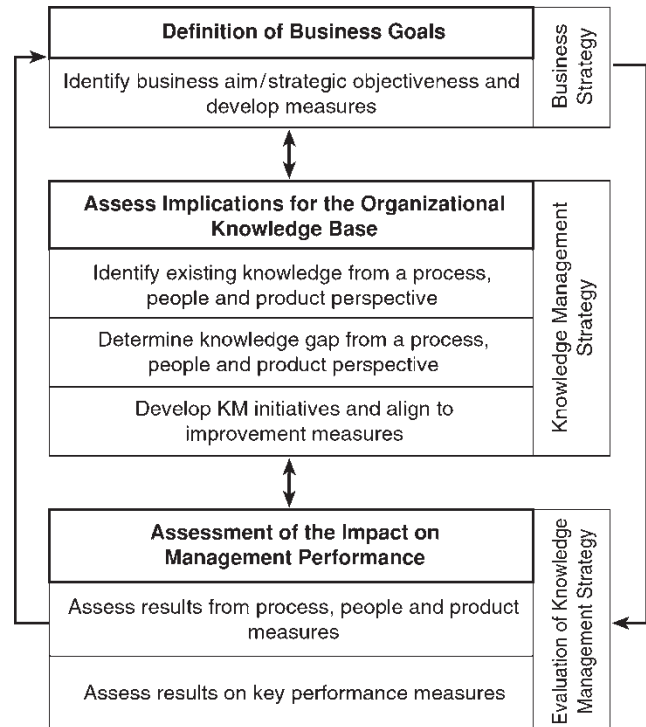 Definition of Business Goals
Identify business aim/strategic objectiveness and
develop measures
Business
Strategy
Assess Implications for the Organizational
Knowledge Base
Identify existing knowledge from a process,
people and product perspective
Determine knowledge gap from a process,
people and product perspective
Develop KM initiatives and align to
improvement measures
Knowledge Management
Strategy
Assessment of the Impact on
Management Performance
Assess results from process, people and product
measures
Assess results on key performance measures
Evaluation of Knowledge
Management Strategy